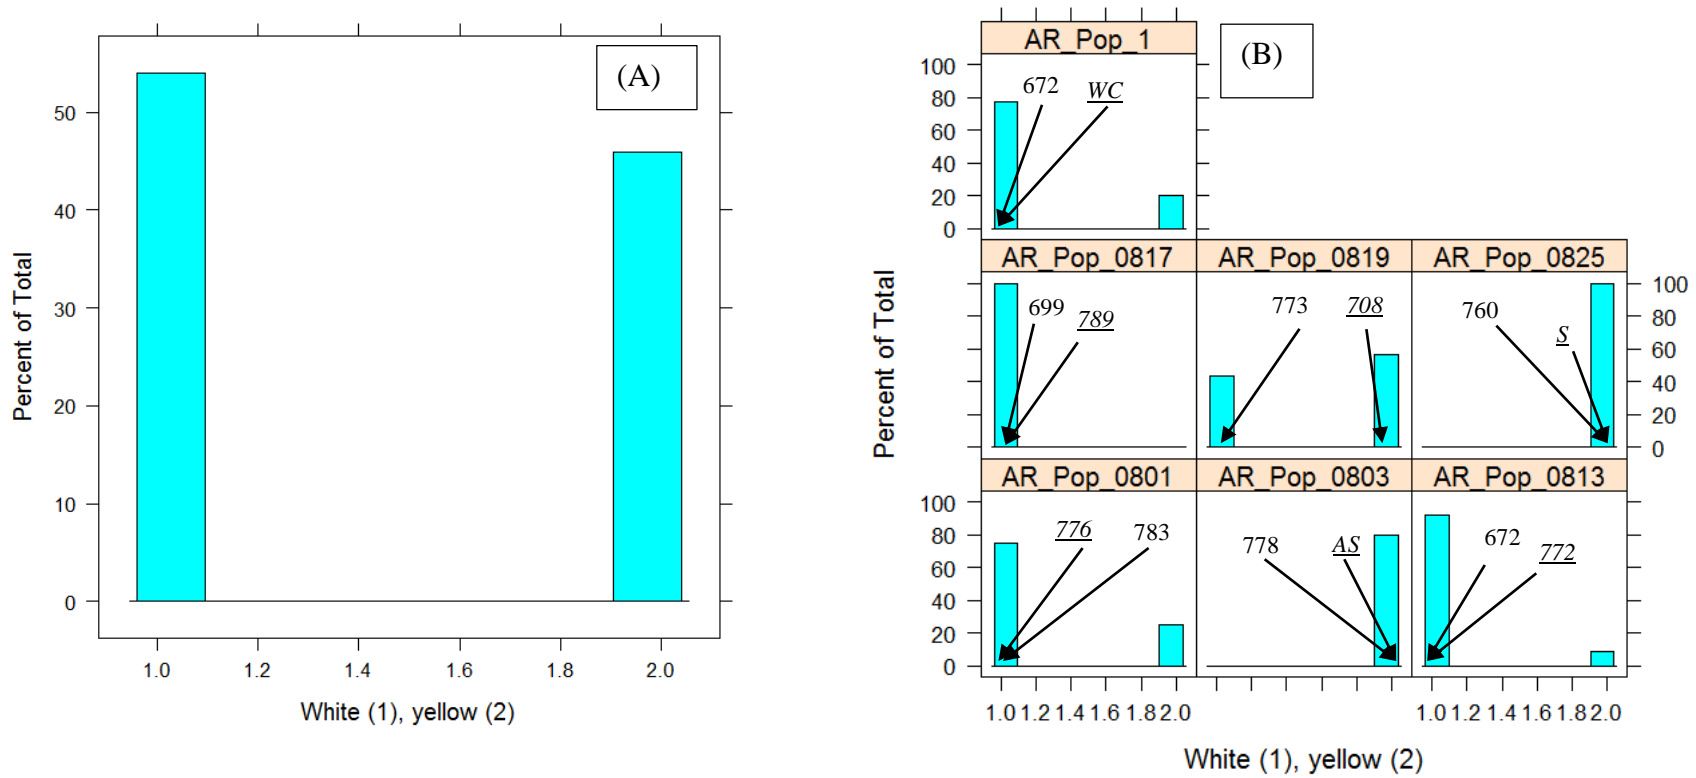 (A)
50
40
30
20
10
0
Percent of Total
1.0 1.2 1.4 1.6 1.8 2.0
White (1), yellow (2)
(B)
AR_Pop_1
100
80
60
40
20
0
672 WC
AR_Pop_0817 AR_Pop_0819 AR_Pop_0825
699 789
773 708
760 S
100
80
60
40
20
0
Percent of Total
AR_Pop_0801 AR_Pop_0803 AR_Pop_0813
100
80
60
40
20
0
776 783
778 AS
672 772
1.0 1.2 1.4 1.6 1.8 2.0 1.0 1.2 1.4 1.6 1.8 2.0
White (1), yellow (2)